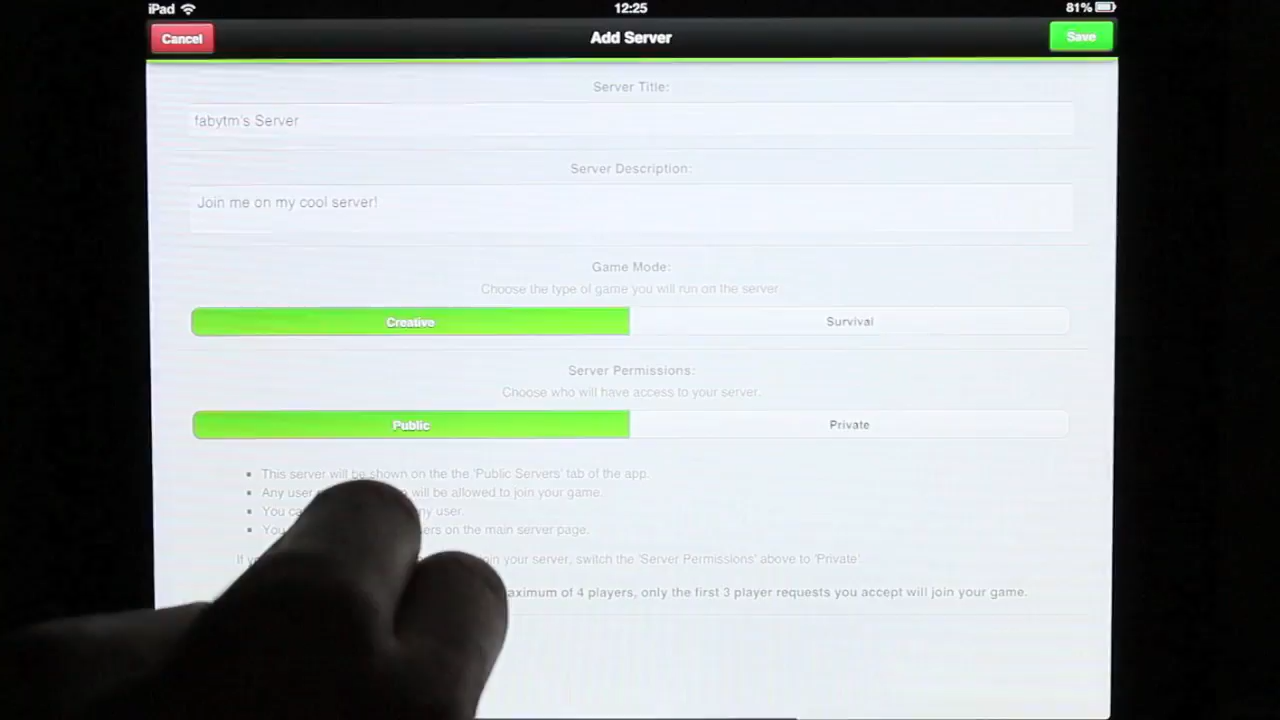 iPad 12:25 81%
Cancel Add Server Save
Server Title:
fabytm's Server
Server Description:
Join me on my cool server!
Game Mode:
Choose the type of game you will run on the server
Creative Survival
Server Permissions:
Choose who will have access to your server.
Public Private
This server will be shown on the the 'Public Servers' tab of the app.
Any user will be allowed to join your game.
You ny user.
You ers on the main server page.
If your server, switch the 'Server Permissions' above to 'Private'
aximum of 4 players, only the first 3 player requests you accept will join your game.